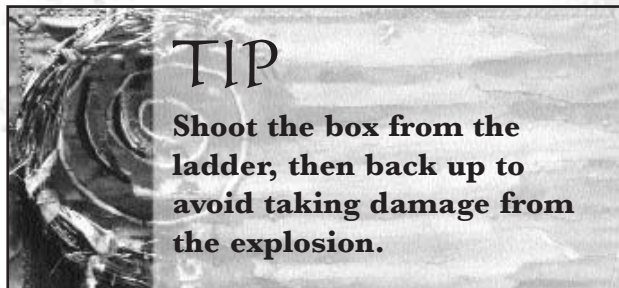 TIP
Shoot the box from the
ladder, then back up to
avoid taking damage from
the explosion.